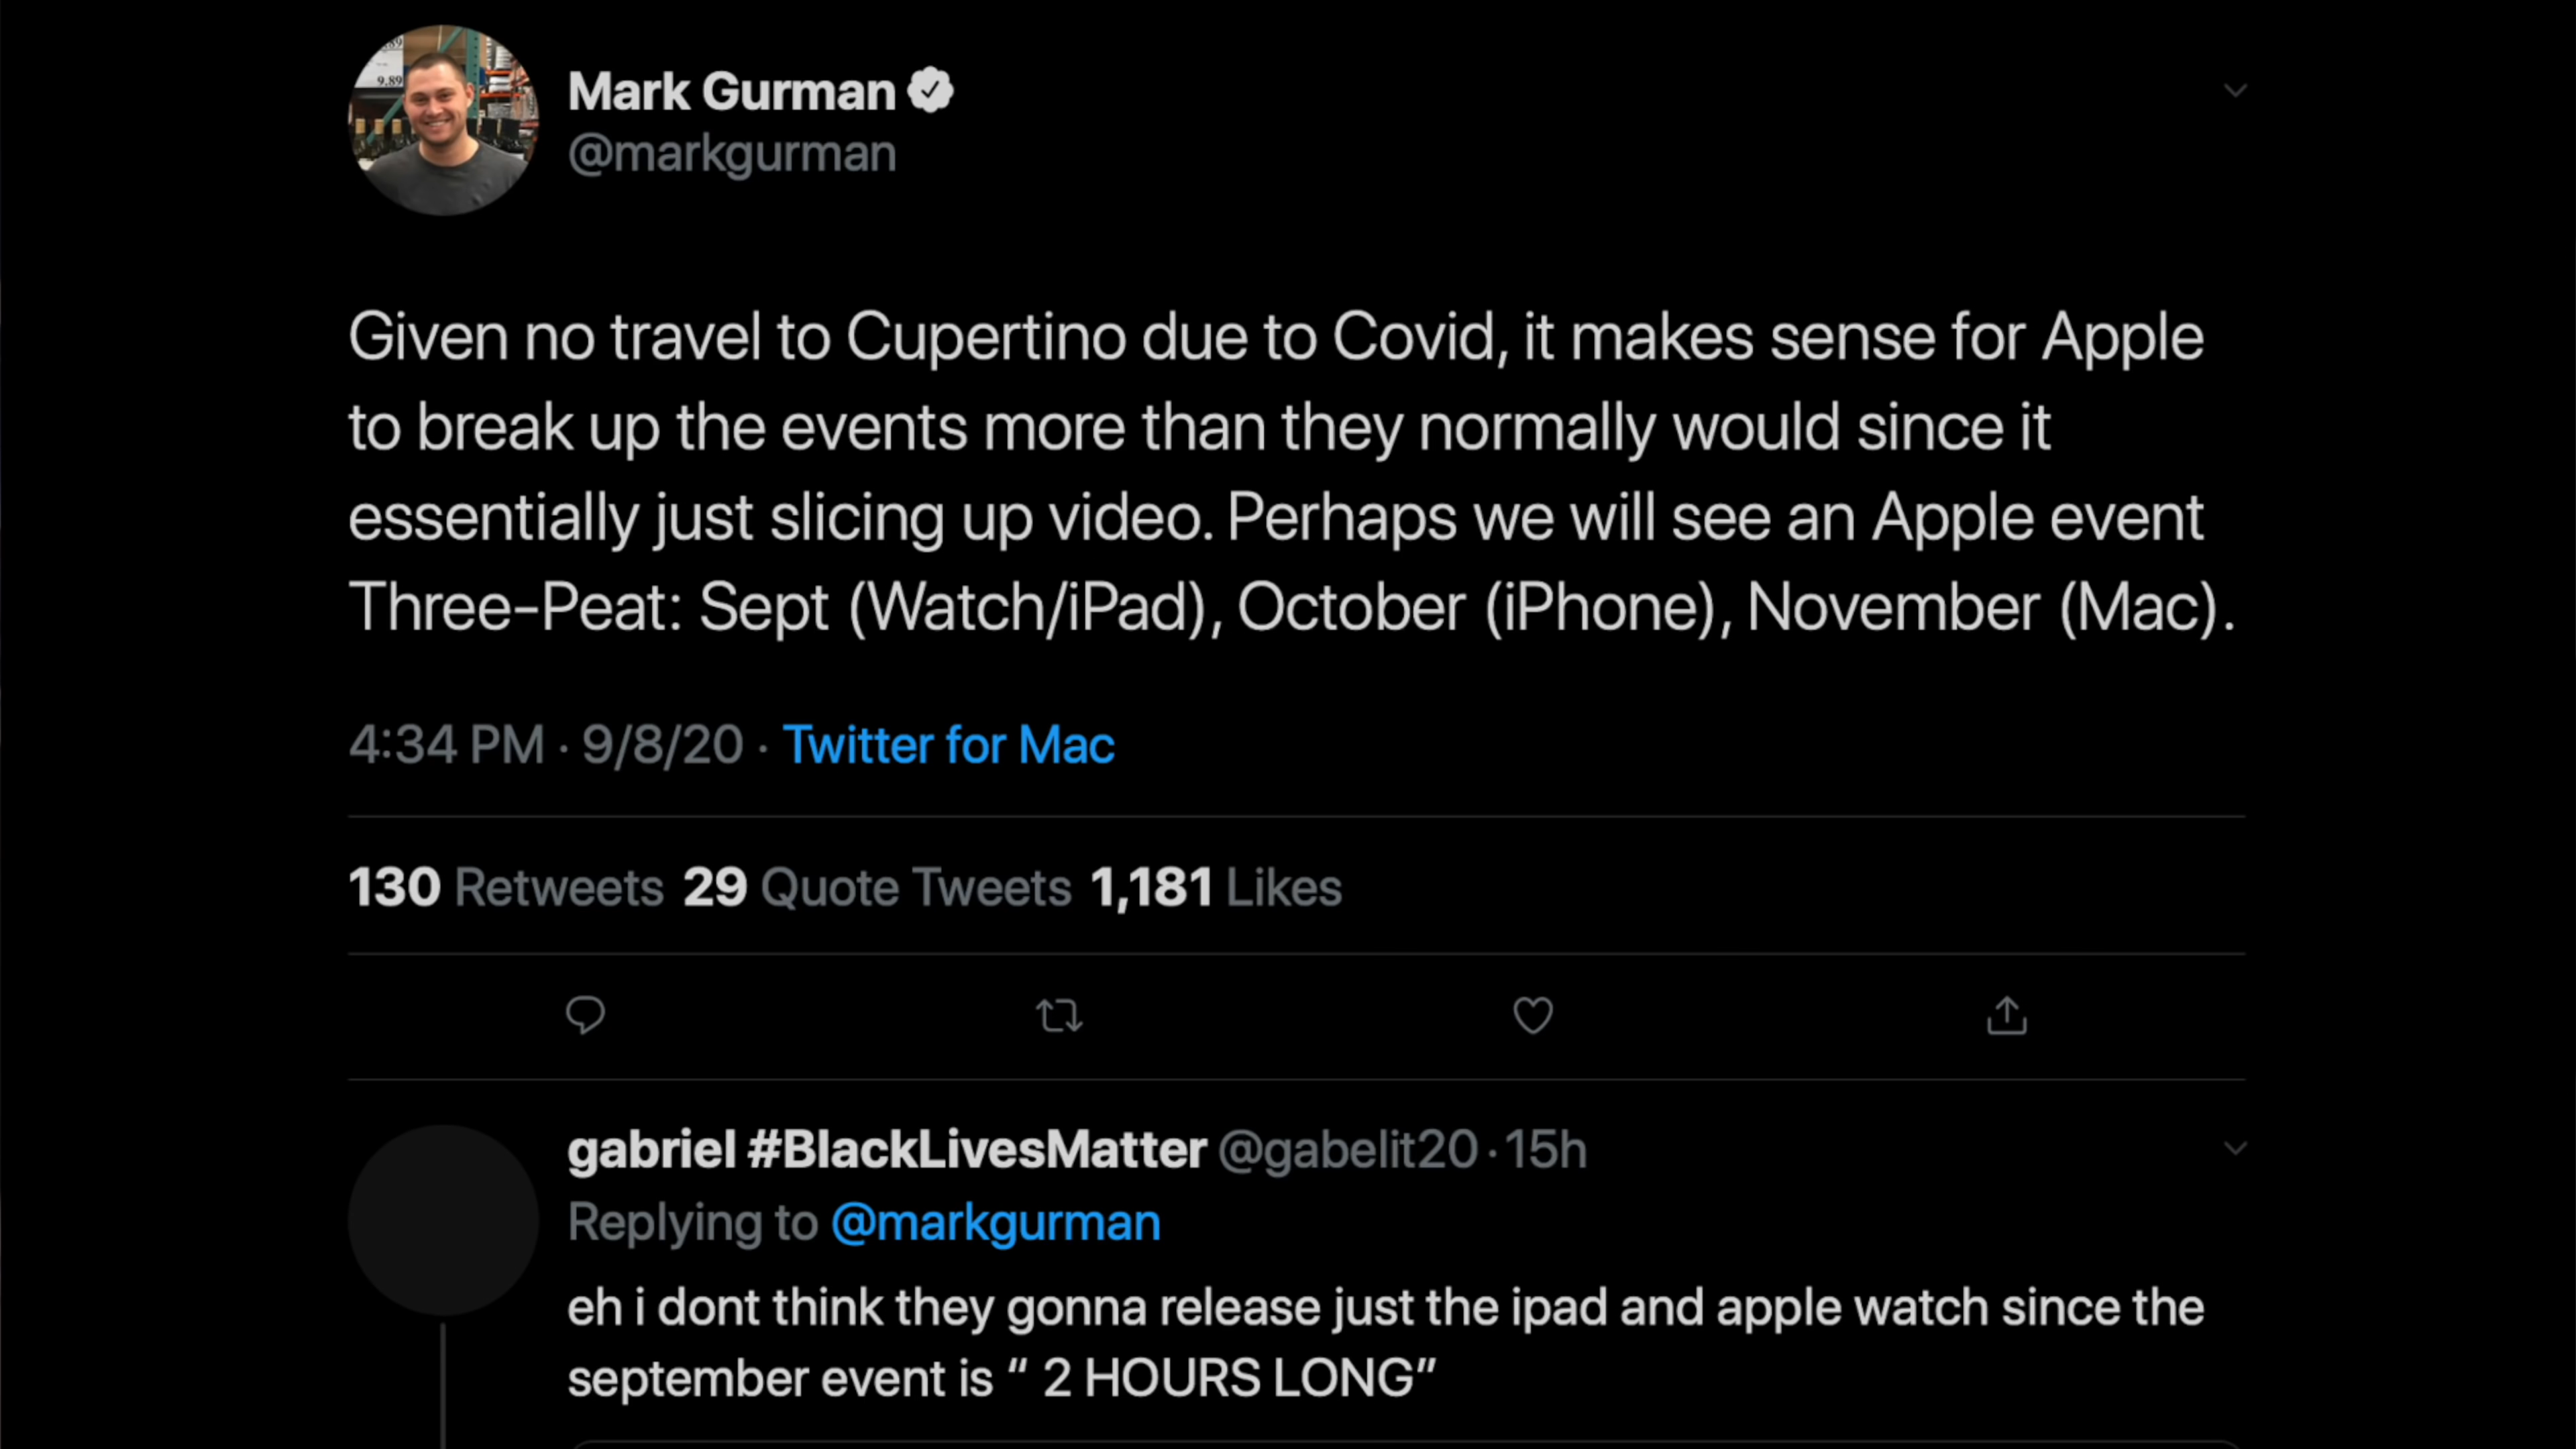 Mark Gurman
@markgurman
Given no travel to Cupertino due to Covid, it makes sense for Apple
to break up the events more than they normally would since it
essentially just slicing up video. Perhaps we will see an Apple event
Three-Peat: Sept (Watch/iPad), October (iPhone), November (Mac).
4:34 PM · 9/8/20 · Twitter for Mac
130 Retweets 29 Quote Tweets 1,181 Likes
gabriel #BlackLivesMatter @gabelit20 · 15h
Replying to @markgurman
eh i dont think they gonna release just the ipad and apple watch since the
september event is “ 2 HOURS LONG”